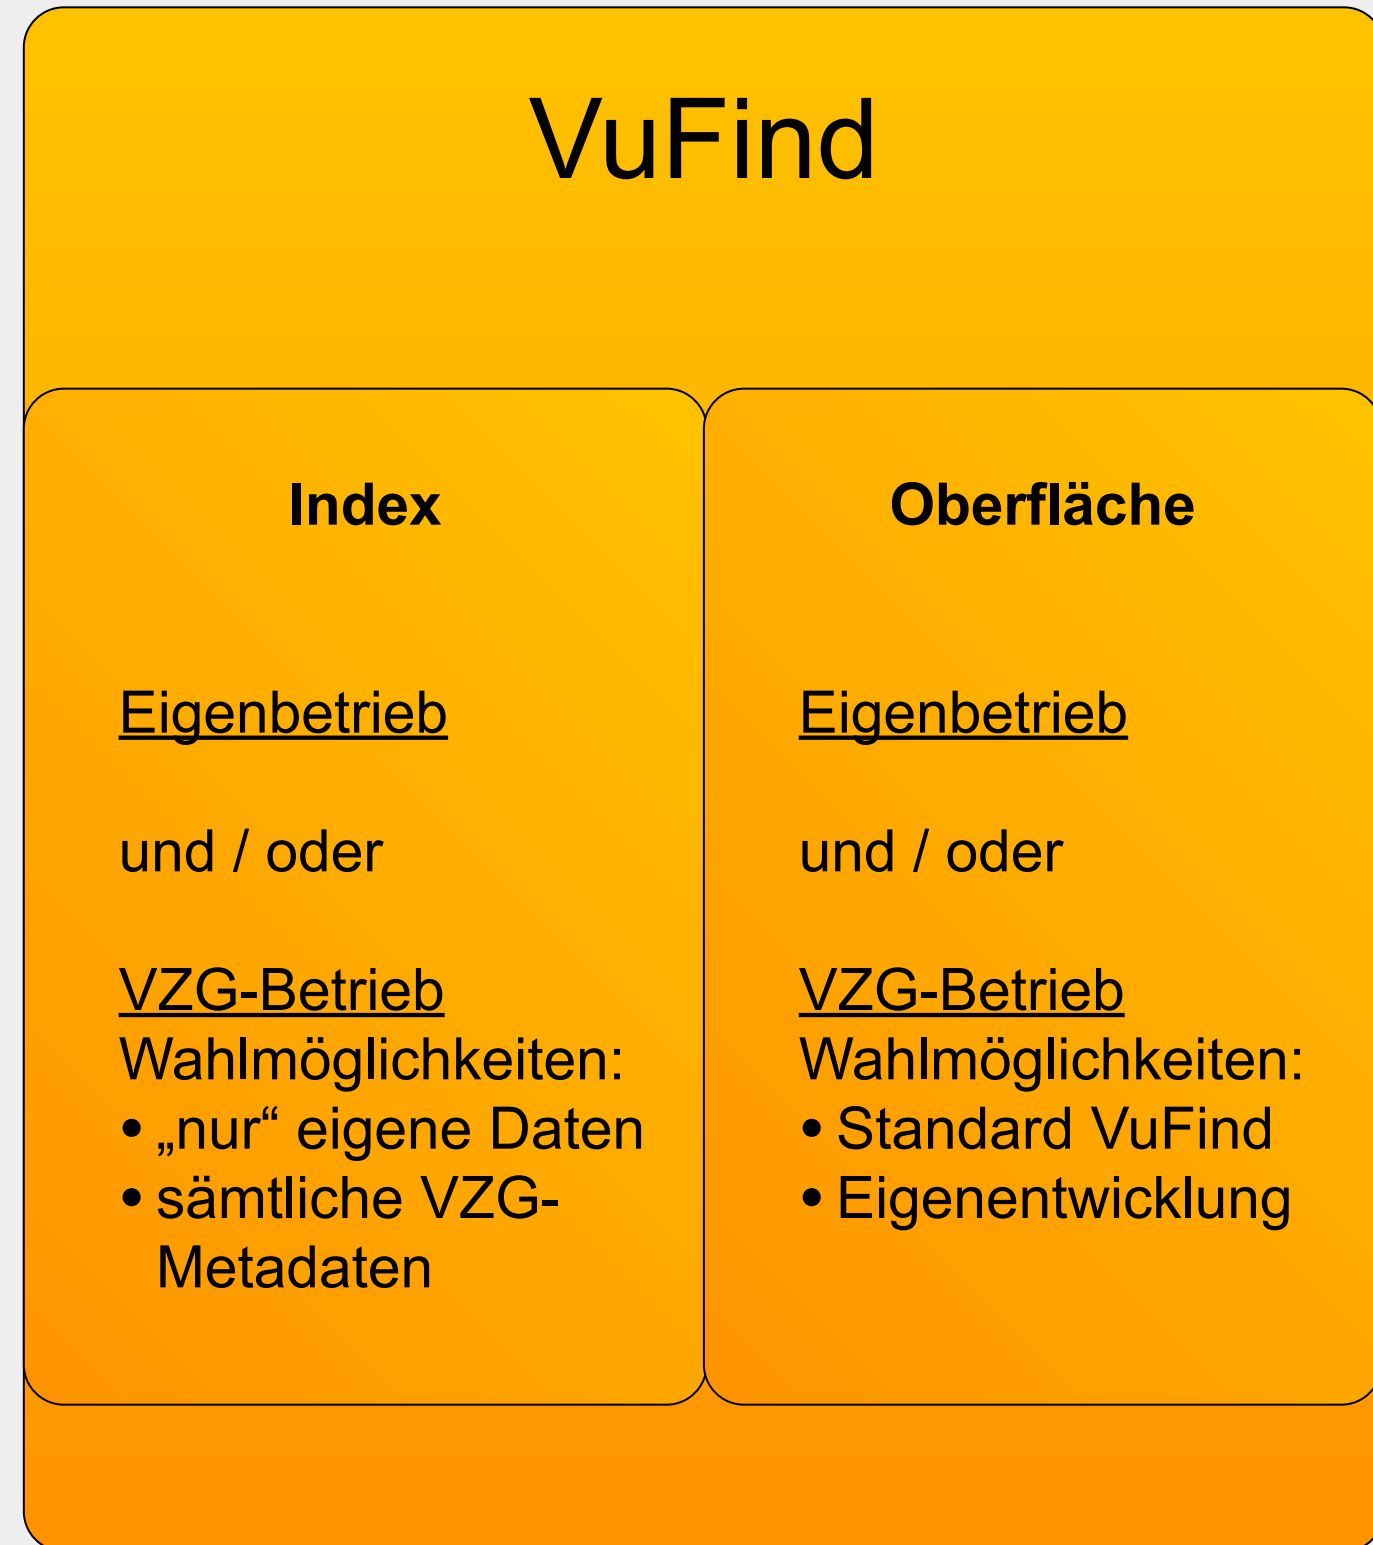 VuFind
Index
Eigenbetrieb
und / oder
VZG-Betrieb
Wahlmöglichkeiten:
• „nur“ eigene Daten
• sämtliche VZG-
Metadaten
Oberfläche
Eigenbetrieb
und / oder
VZG-Betrieb
Wahlmöglichkeiten:
• Standard VuFind
• Eigenentwicklung